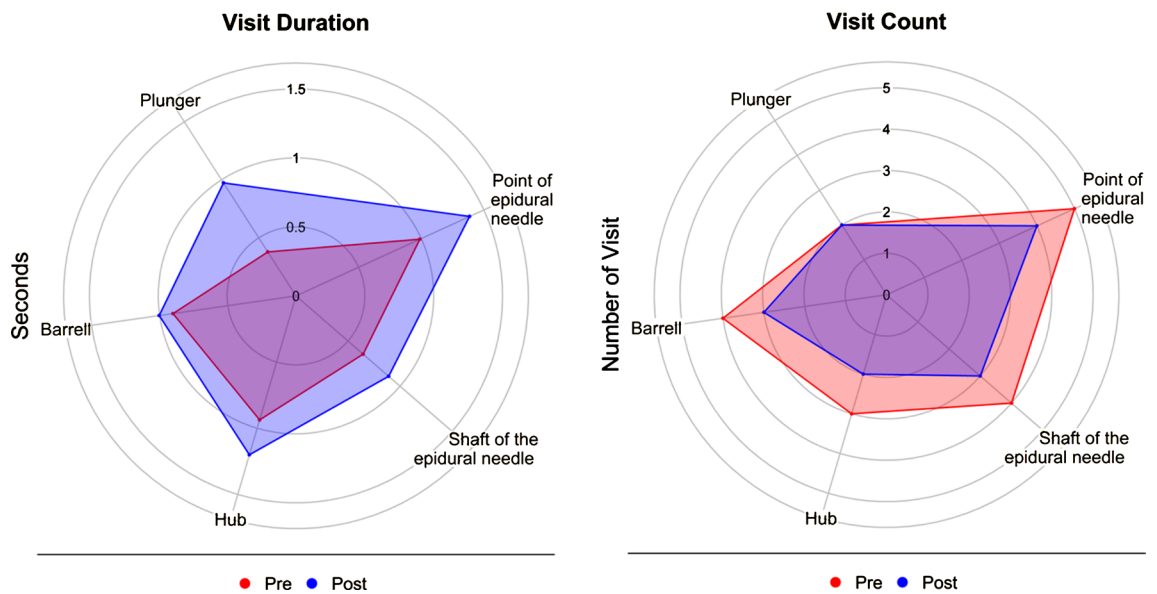 Visit Duration
Visit Count
Plunger
1.5
1
0.5
0
Point of
epidural
needle
Seconds
Barrell
Shaft of the
epidural needle
Hub
Pre
Post
Plunger
5
4
3
2
1
0
Point of
epidural
needle
Number of Visit
Barrell
Shaft of the
epidural needle
Hub
Pre
Post